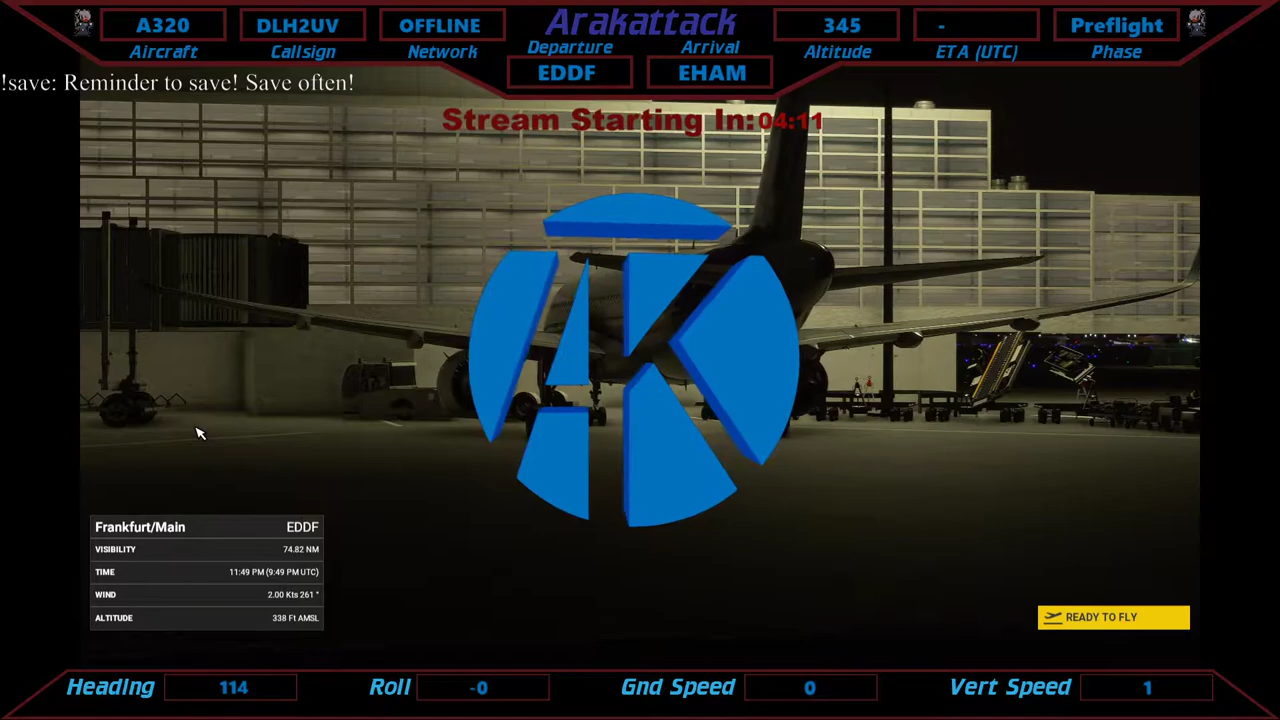 A320
DLH2UV
OFFLINE
Arakattack
345
-
Preflight
Aircraft
Callsign
Network
Departure
Arrival
Altitude
ETA (UTC)
Phase
EDDF
EHAM
!save: Reminder to save! Save often!
Stream Starting In:04:11
AK
Frankfurt/Main EDDF
VISIBILITY 74.82 NM
TIME 11:49 PM (9:49 PM UTC)
WIND 2.00 Kts 261 °
ALTITUDE 338 Ft AMSL
READY TO FLY
Heading 114
Roll -0
Gnd Speed 0
Vert Speed 1